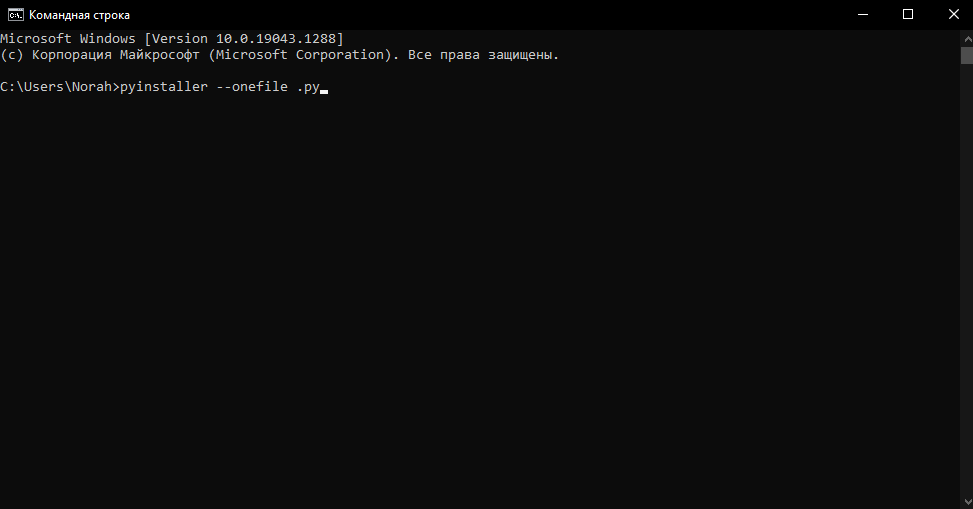 Командная строка
Microsoft Windows [Version 10.0.19043.1288]
(c) Корпорация Майкрософт (Microsoft Corporation). Все права защищены.
C:\Users\Norah>pyinstaller --onefile .py